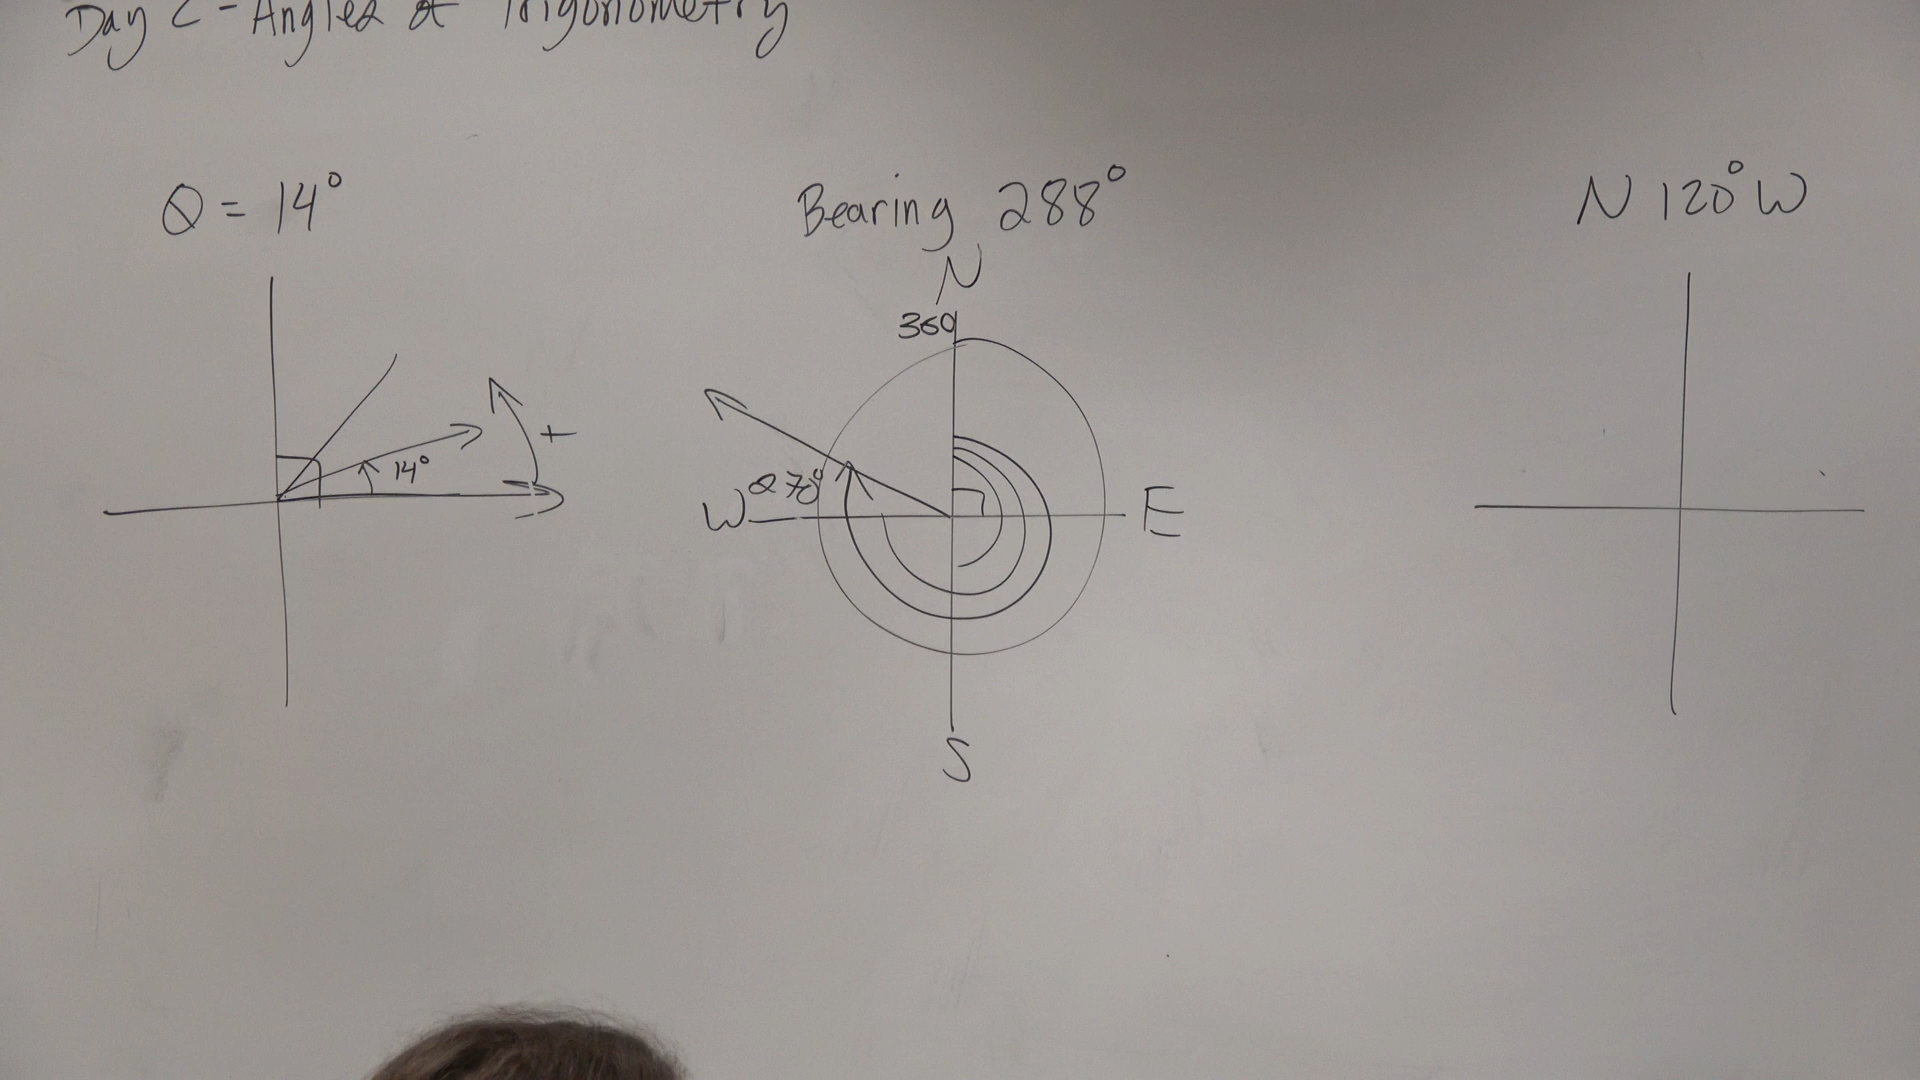 Day 2 - Angles & Trigonometry
Q = 14°
Bearing 288°
N 120° W
N
360
+
14°
270°
W
E
S